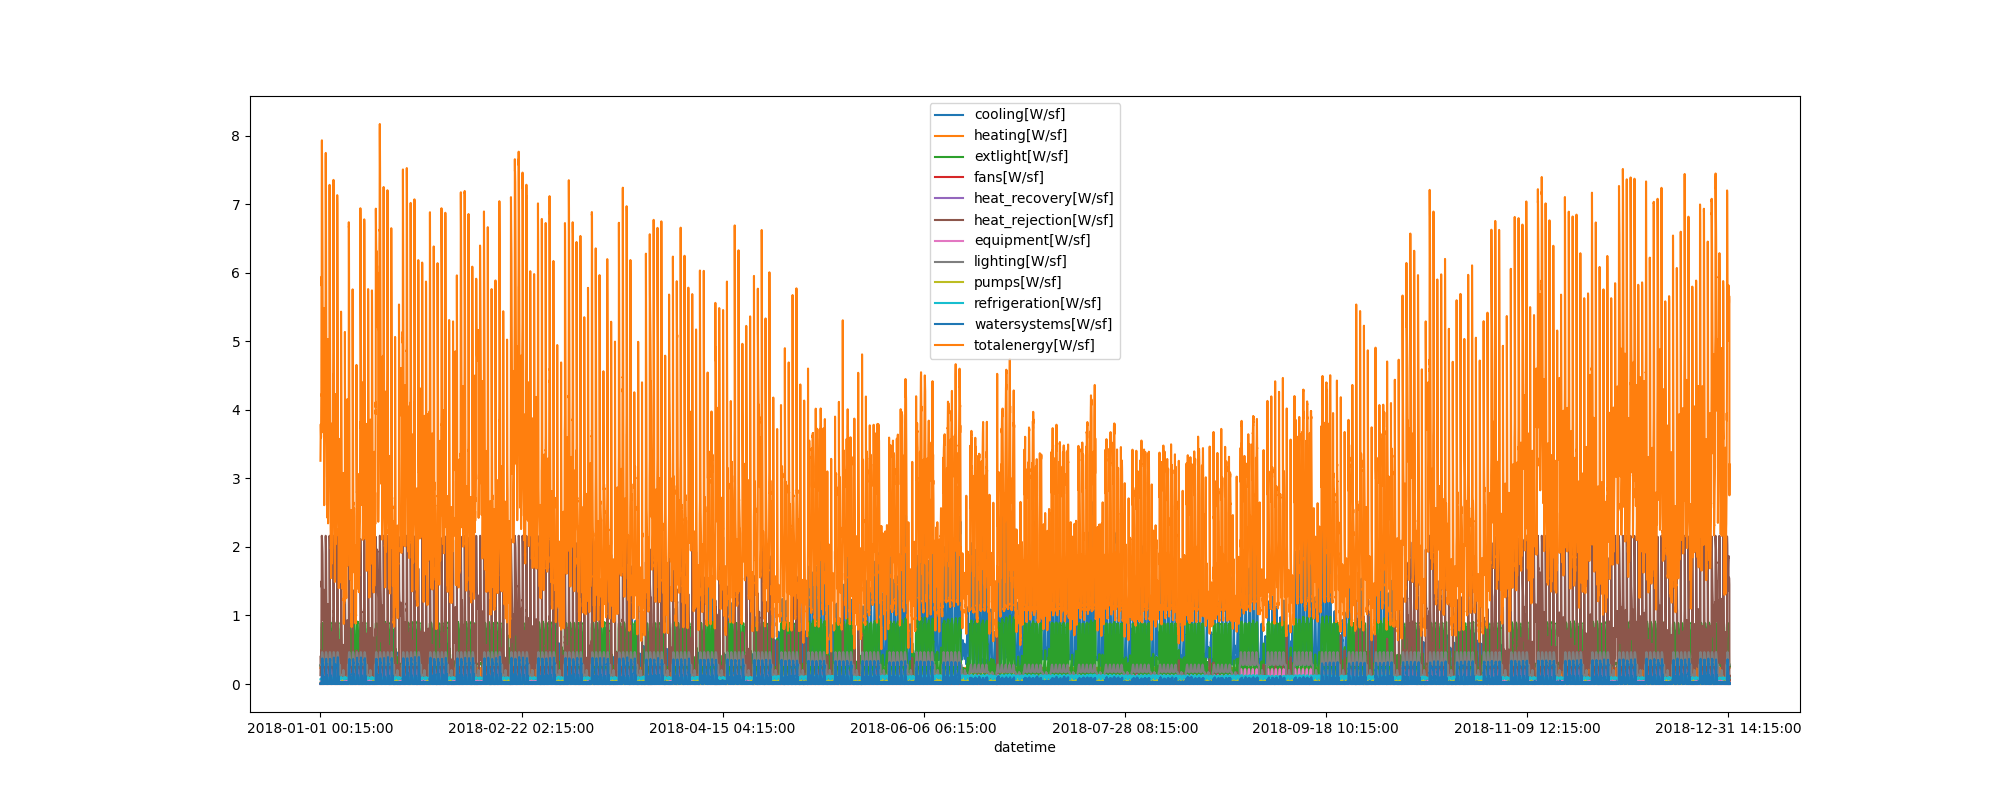 cooling[W/sf]
heating[W/sf]
extlight[W/sf]
fans[W/sf]
heat_recovery[W/sf]
heat_rejection[W/sf]
equipment[W/sf]
lighting[W/sf]
pumps[W/sf]
refrigeration[W/sf]
watersystems[W/sf]
totalenergy[W/sf]
8
7
6
5
4
3
2
1
0
2018-01-01 00:15:00 2018-02-22 02:15:00 2018-04-15 04:15:00 2018-06-06 06:15:00 2018-07-28 08:15:00 2018-09-18 10:15:00 2018-11-09 12:15:00 2018-12-31 14:15:00
datetime